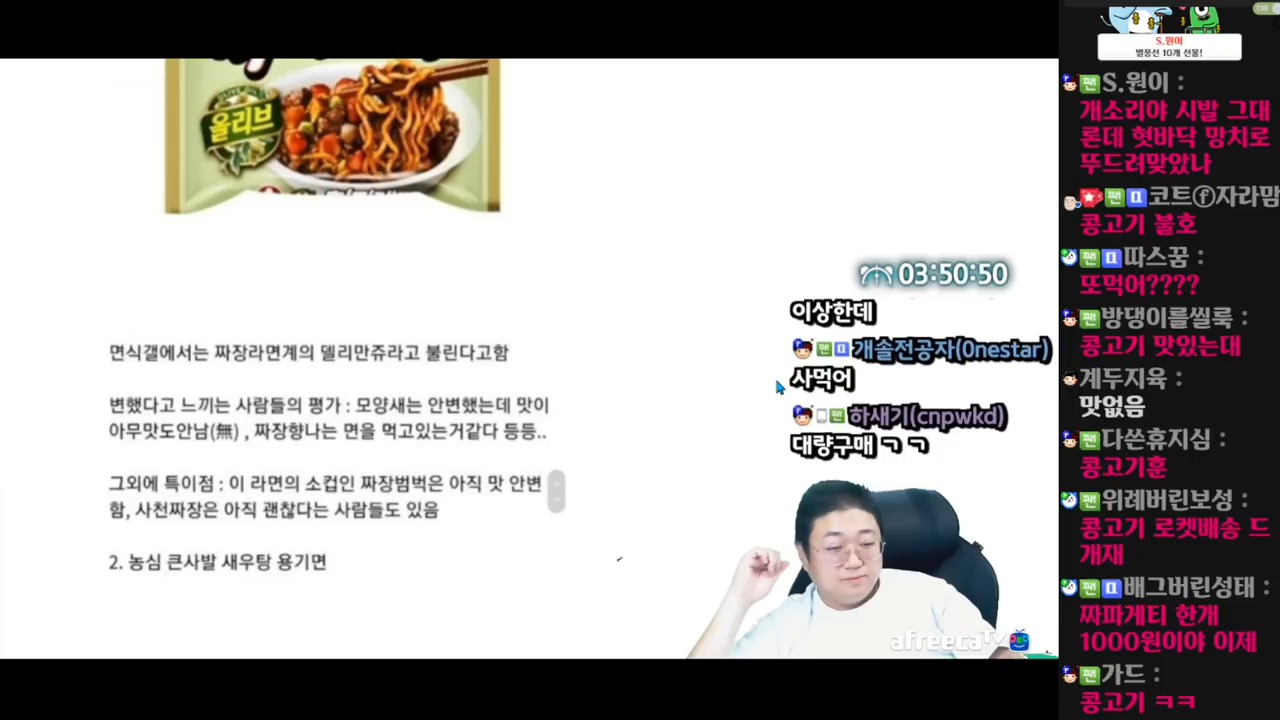 올리브
면식갤에서는 짜장라면계의 델리만쥬라고 불린다고함
변했다고 느끼는 사람들의 평가 : 모양새는 안변했는데 맛이
아무맛도안남(無) , 짜장향나는 면을 먹고있는거같다 등등..
그외에 특이점 : 이 라면의 소컵인 짜장범벅은 아직 맛 안변
함, 사천짜장은 아직 괜찮다는 사람들도 있음
2. 농심 큰사발 새우탕 용기면
03:50:50
이상한데
개솔전공자(0nestar)
사먹어
하새기(cnpwkd)
대량구매 ㄱ ㄱ
afreecaTV
S.원이
별풍선 10개 선물!
S.원이 :
개소리야 시발 그대
론데 혓바닥 망치로
뚜드려맞았나
코트ⓕ자라맘
콩고기 불호
따스꿈 :
또먹어????
방댕이를씰룩 :
콩고기 맛있는대
계두지육 :
맛없음
다쓴휴지심 :
콩고기훈
위례버린보성 :
콩고기 로켓배송 드
개재
배그버린성태 :
짜파게티 한개
1000원이야 이제
가드 :
콩고기 ㅋㅋ